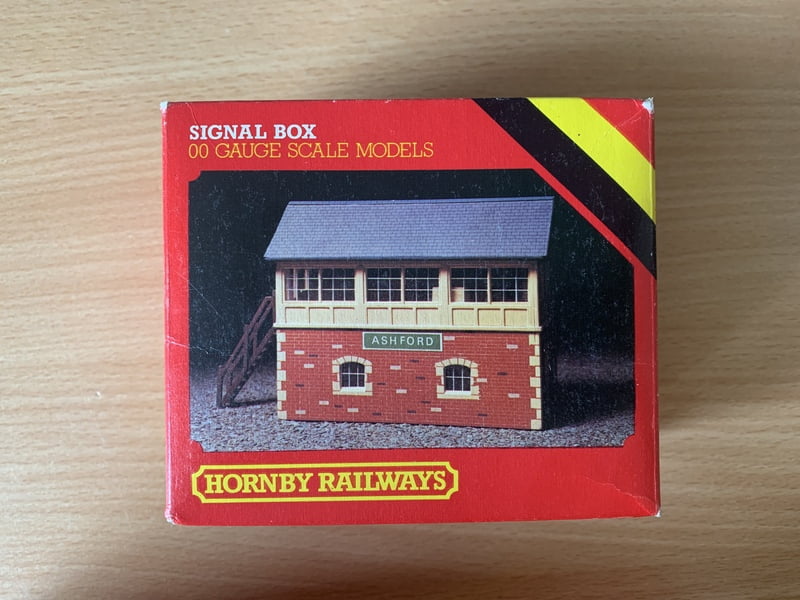 SIGNAL BOX
00 GAUGE SCALE MODELS
ASHFORD
HORNBY RAILWAYS